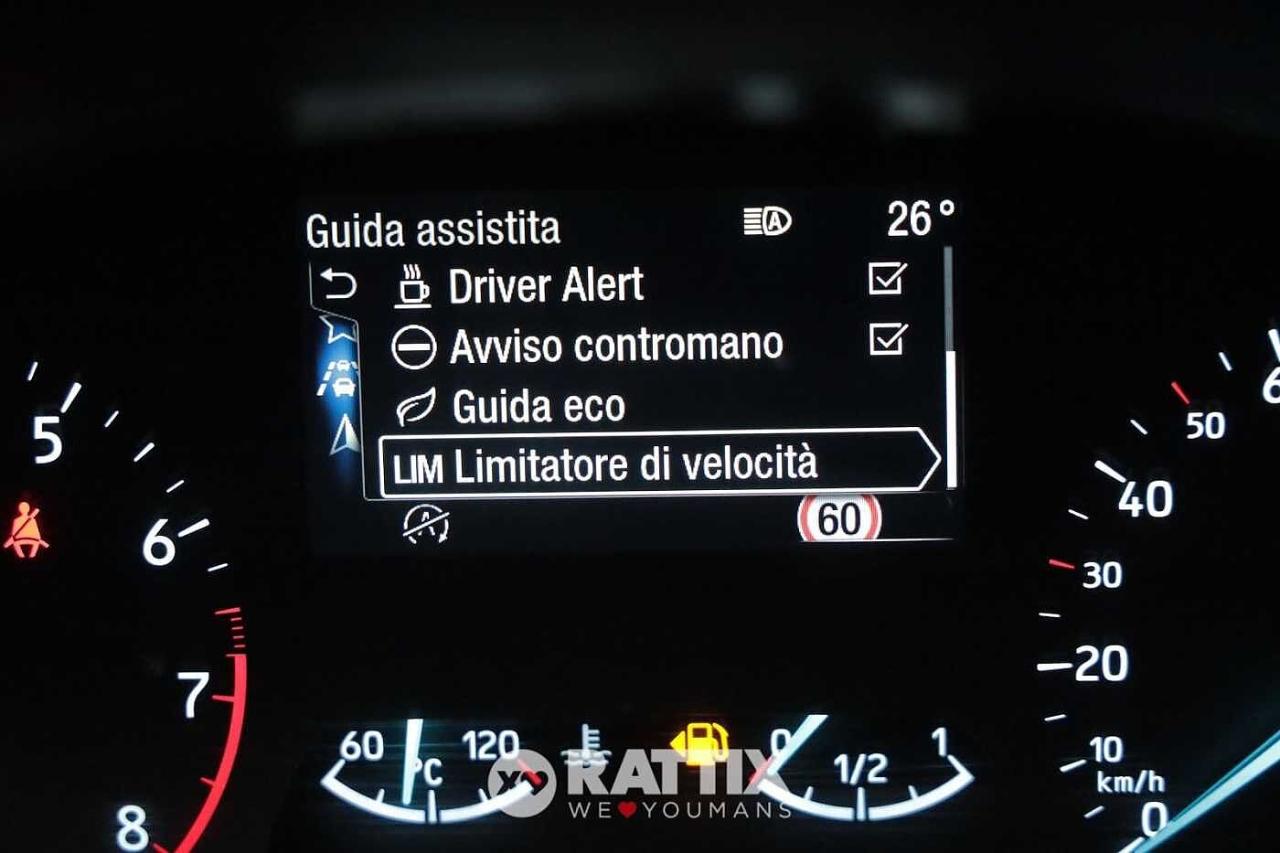 Guida assistita A 26°
Driver Alert
Avviso contromano
Guida eco
LIM Limitatore di velocità
A 60
5
6
7
8
60
50
40
30
20
10
km/h
0
60 120
°C
0 1/2 1
RATTIX
WE♥YOUMANS